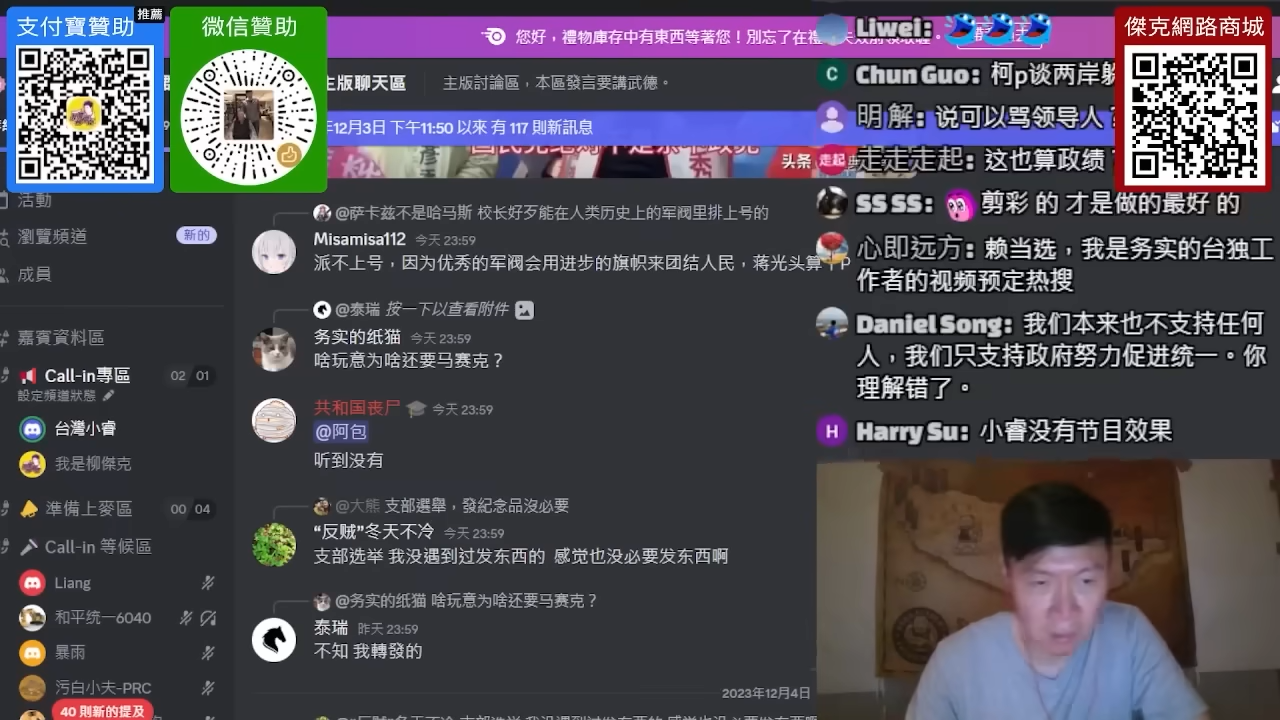 支付寶贊助
推薦
微信贊助
您好，禮物庫存中有東西等著您！別忘了在禮
主版聊天區
主版討論區，本區發言要講武德。
年12月3日 下午11:50 以來 有 117 則新訊息
头条
活動
瀏覽頻道
新的
成員
嘉賓資料區
Call-in專區
02 01
設定頻道狀態
台灣小睿
我是柳傑克
準備上麥區
00 04
Call-in 等候區
Liang
和平统一6040
暴雨
污白小夫-PRC
40 則新的提及
@萨卡兹不是哈马斯 校长好歹能在人类历史上的军阀里排上号的
Misamisa112 今天 23:59
派不上号，因为优秀的军阀会用进步的旗帜来团结人民，蒋光头算个P
@泰瑞 按一下以查看附件
务实的纸猫 今天 23:59
啥玩意为啥还要马赛克？
共和国丧尸 今天 23:59
@阿包
听到没有
@大熊 支部選舉，發紀念品沒必要
“反贼”冬天不冷 今天 23:59
支部选举 我没遇到过发东西的 感觉也没必要发东西啊
@务实的纸猫 啥玩意为啥还要马赛克？
泰瑞 昨天 23:59
不知 我轉發的
2023年12月4日
Liwei:
C
Chun Guo: 柯p谈两岸
明 解: 说可以骂领导人？
走起
走走走起: 这也算政绩
SS SS: 剪彩 的 才是做的最好 的
心即远方: 赖当选，我是务实的台独工
作者的视频预定热搜
Daniel Song: 我们本来也不支持任何
人，我们只支持政府努力促进统一。你
理解错了。
H
Harry Su: 小睿没有节目效果
傑克網路商城